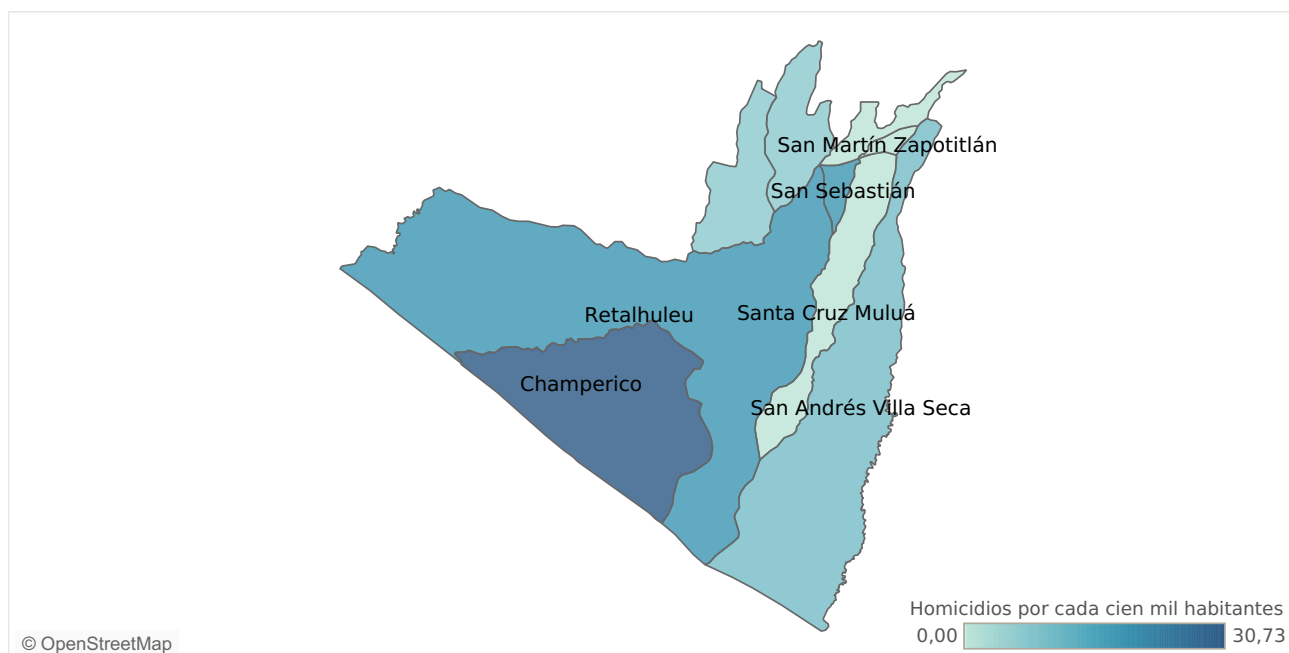 San Martín Zapotitlán
San Sebastián
Retalhuleu
Santa Cruz Muluá
Champerico
San Andrés Villa Seca
Homicidios por cada cien mil habitantes
0,00
30,73
© OpenStreetMap